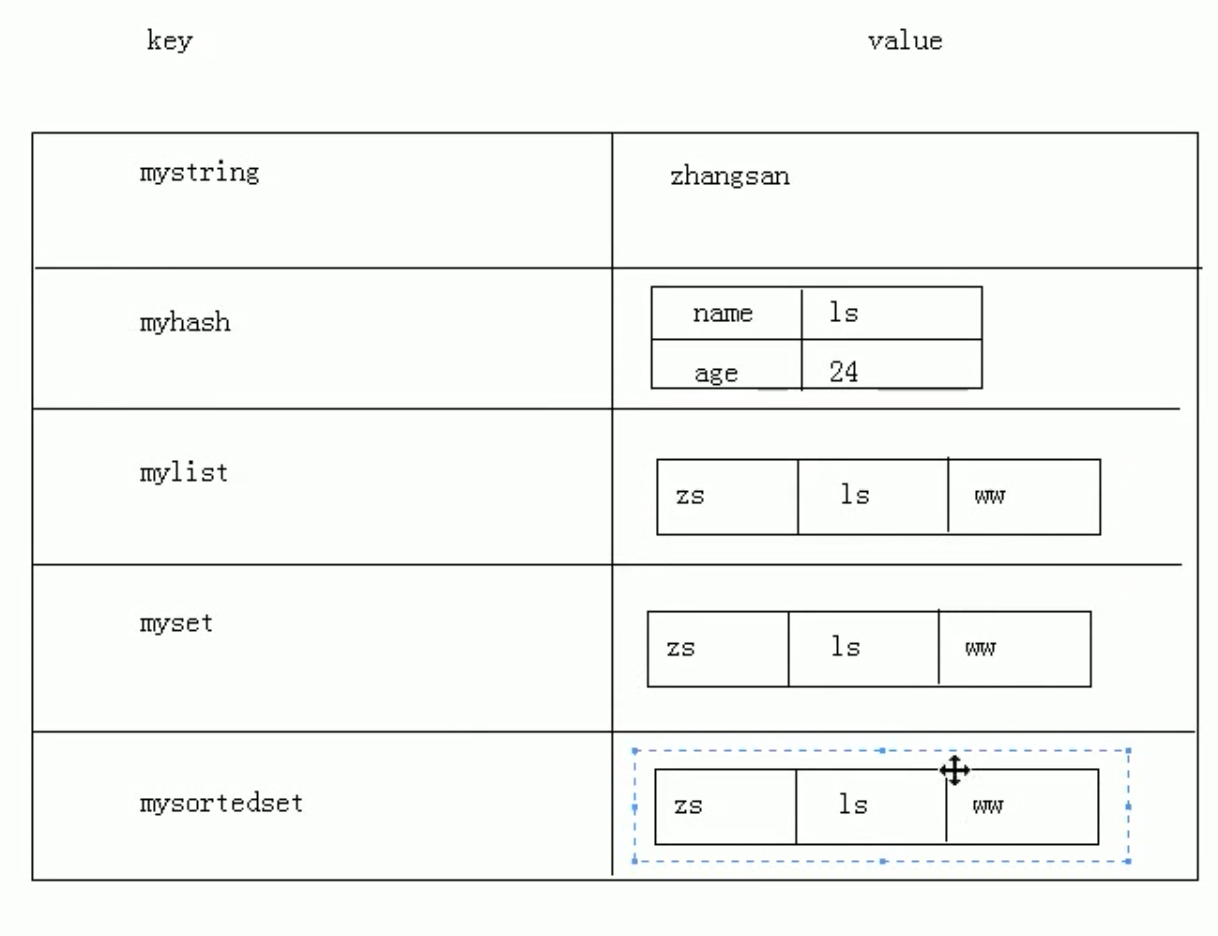 key value
mystring zhangsan
myhash name ls
age 24
mylist zs ls ww
myset zs ls ww
mysortedset zs ls ww